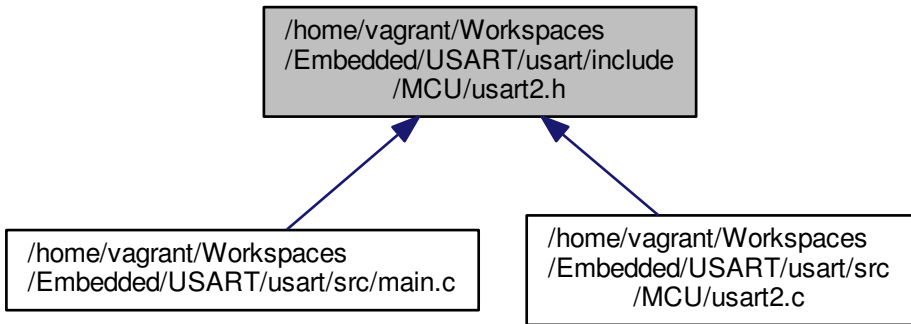 /home/vagrant/Workspaces
/Embedded/USART/usart/include
/MCU/usart2.h
/home/vagrant/Workspaces
/Embedded/USART/usart/src/main.c
/home/vagrant/Workspaces
/Embedded/USART/usart/src
/MCU/usart2.c